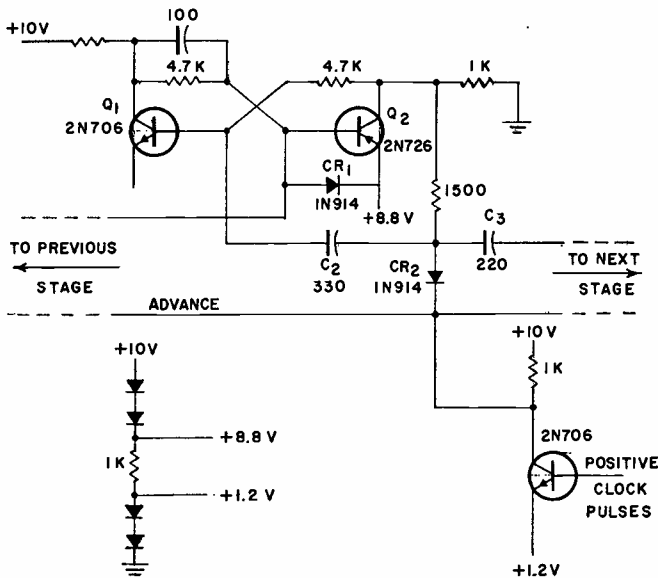 +10V
100
4.7K
4.7K
1K
Q1
2N706
Q2
2N726
CR1
1N914
+8.8V
1500
C2
330
C3
220
CR2
1N914
TO PREVIOUS
STAGE
TO NEXT
STAGE
ADVANCE
+10V
+8.8 V
1K
+1.2 V
+10V
1K
2N706
POSITIVE
CLOCK
PULSES
+1.2V